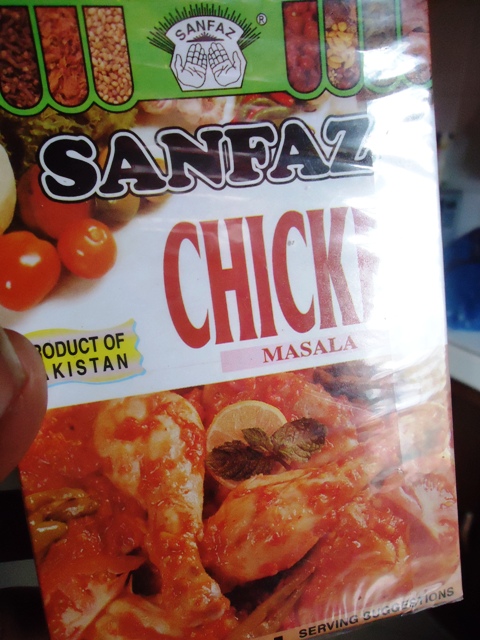 SANFAZ
®
SANFAZ
CHICK
MASALA
RODUCT OF
KISTAN
SERVING SUGGESTIONS